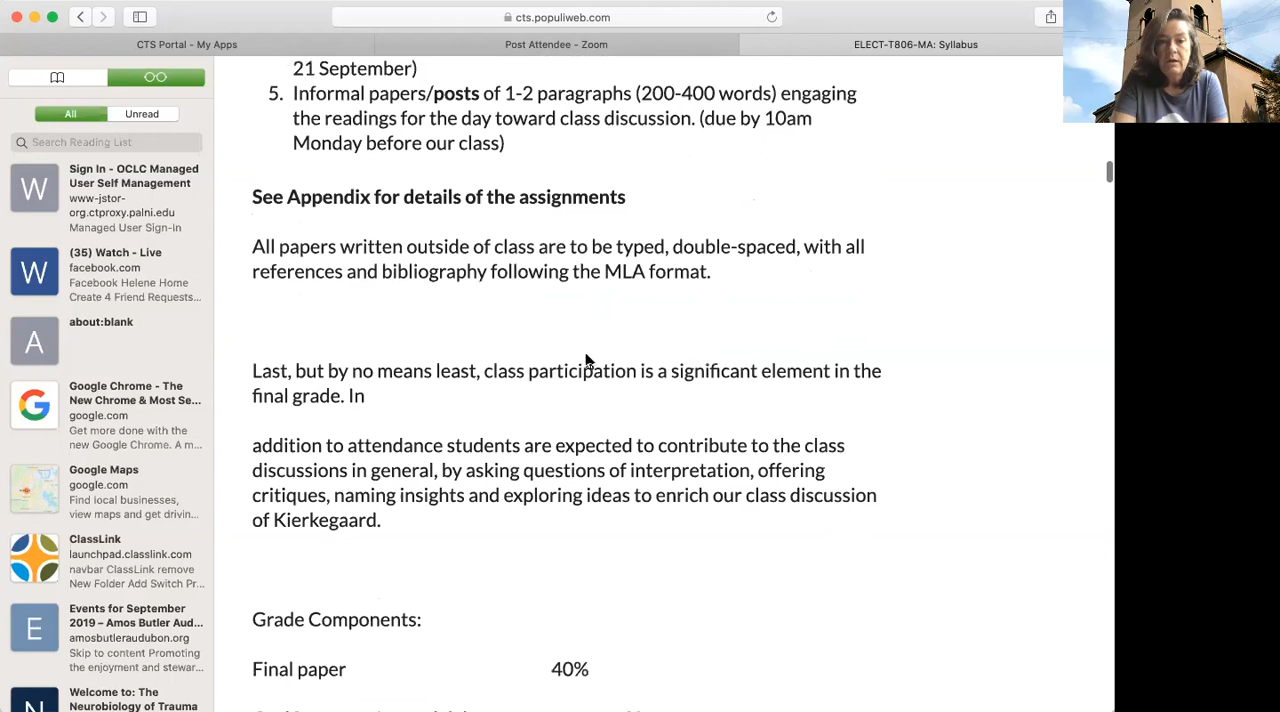 cts.populiweb.com
CTS Portal - My Apps
Post Attendee - Zoom
ELECT-T806-MA: Syllabus
All
Unread
Search Reading List
W
Sign In - OCLC Managed
User Self Management
www-jstor-
org.ctproxy.palni.edu
Managed User Sign-In
W
(35) Watch - Live
facebook.com
Facebook Helene Home
Create 4 Friend Requests...
A
about:blank
Google Chrome - The
New Chrome & Most Se...
google.com
Get more done with the
new Google Chrome. A m...
Google Maps
google.com
Find local businesses,
view maps and get drivin...
ClassLink
launchpad.classlink.com
navbar ClassLink remove
New Folder Add Switch Pr...
E
Events for September
2019 – Amos Butler Aud...
amosbutleraudubon.org
Skip to content Promoting
the enjoyment and stewar...
N
Welcome to: The
Neurobiology of Trauma
21 September)
5. Informal papers/posts of 1-2 paragraphs (200-400 words) engaging
the readings for the day toward class discussion. (due by 10am
Monday before our class)
See Appendix for details of the assignments
All papers written outside of class are to be typed, double-spaced, with all
references and bibliography following the MLA format.
Last, but by no means least, class participation is a significant element in the
final grade. In
addition to attendance students are expected to contribute to the class
discussions in general, by asking questions of interpretation, offering
critiques, naming insights and exploring ideas to enrich our class discussion
of Kierkegaard.
Grade Components:
Final paper 40%